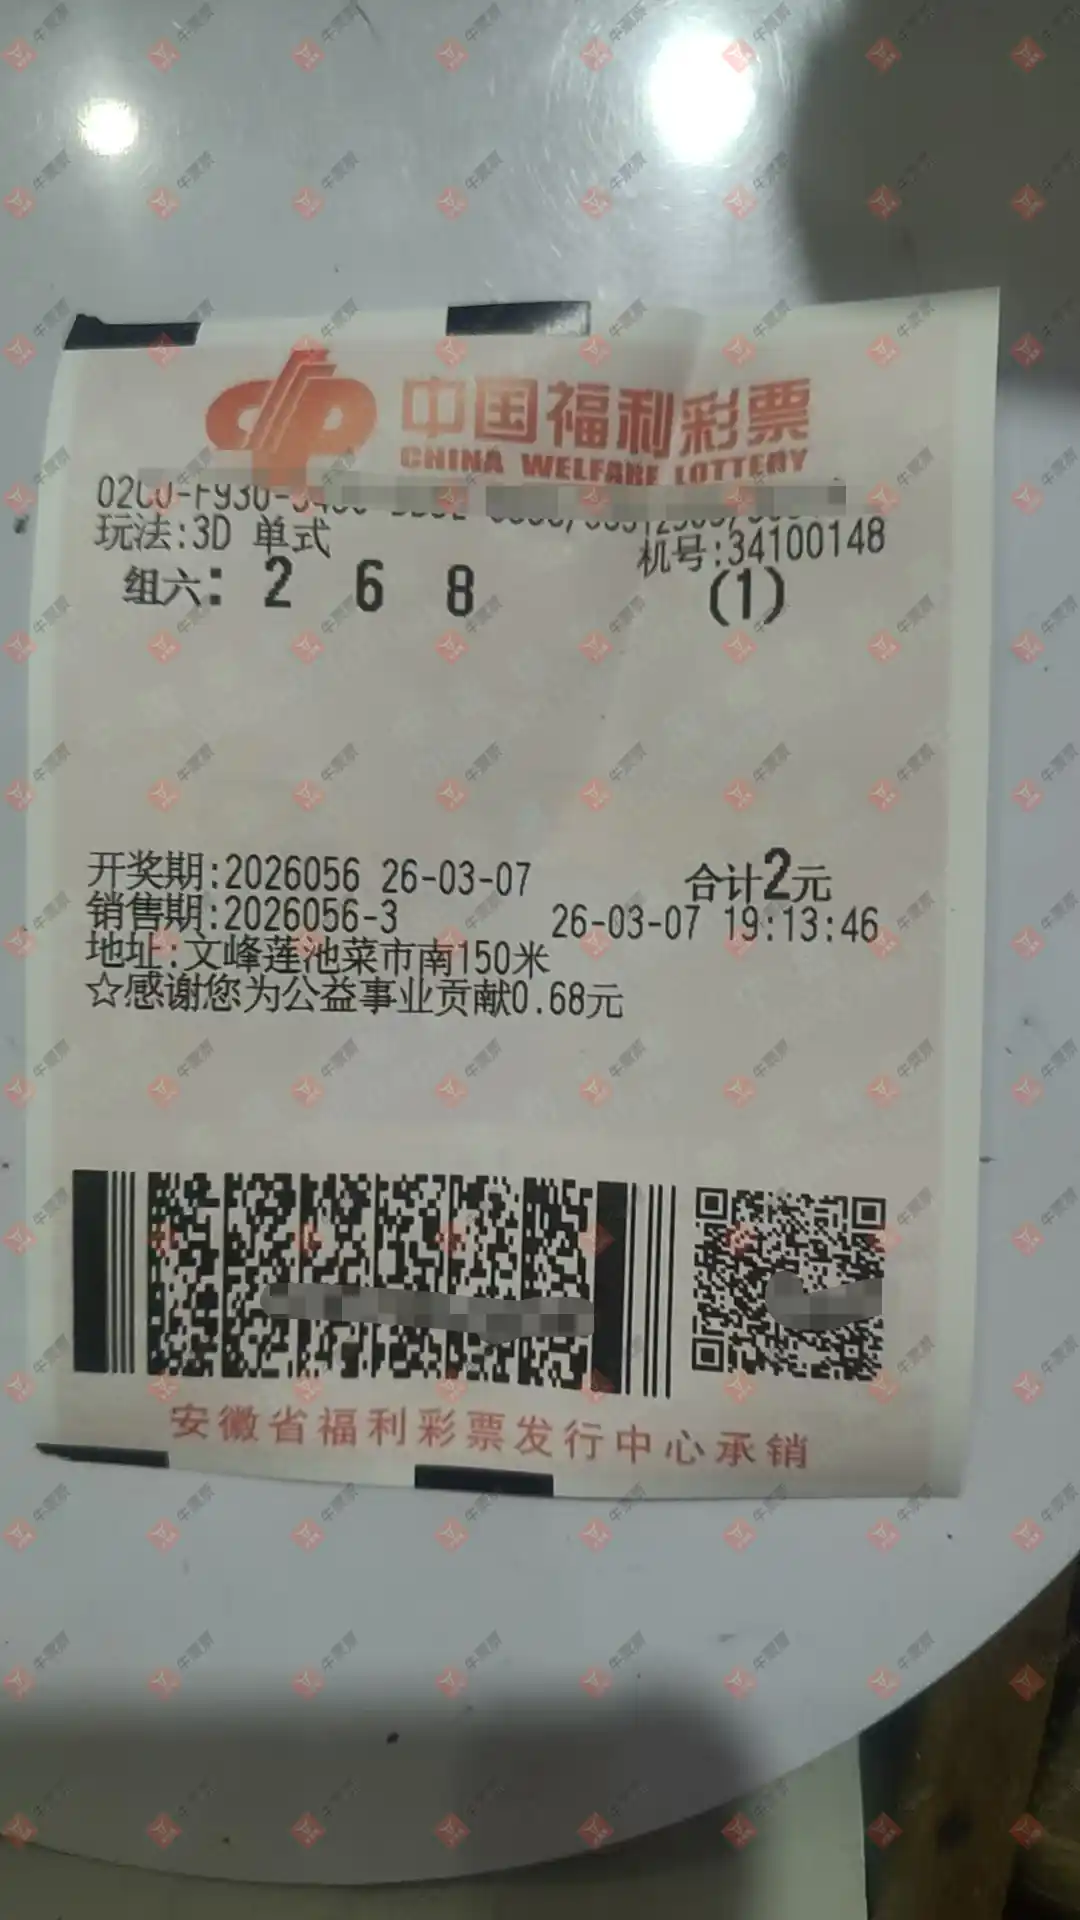 中国福利彩票
CHINA WELFARE LOTTERY
玩法:3D 单式
机号:34100148
组六: 2 6 8 (1)
开奖期:2026056 26-03-07 合计2元
销售期:2026056-3 26-03-07 19:13:46
地址:文峰莲池菜市南150米
☆感谢您为公益事业贡献0.68元
安徽省福利彩票发行中心承销